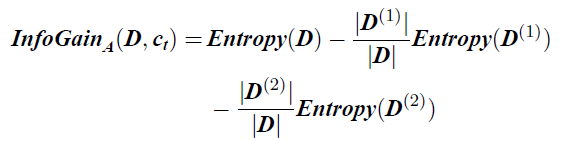 InfoGain_A(D, c_t) = Entropy(D) − |D^(1)|/|D| Entropy(D^(1))
− |D^(2)|/|D| Entropy(D^(2))